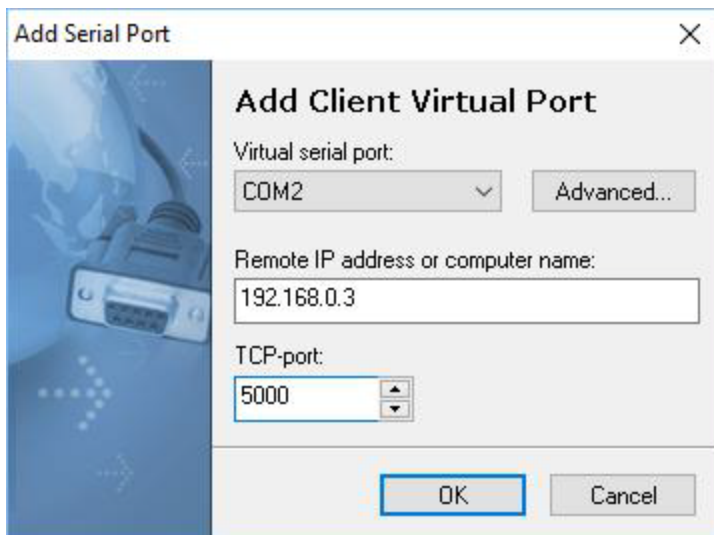 Add Serial Port
Add Client Virtual Port
Virtual serial port:
COM2
Advanced...
Remote IP address or computer name:
192.168.0.3
TCP-port:
5000
OK
Cancel